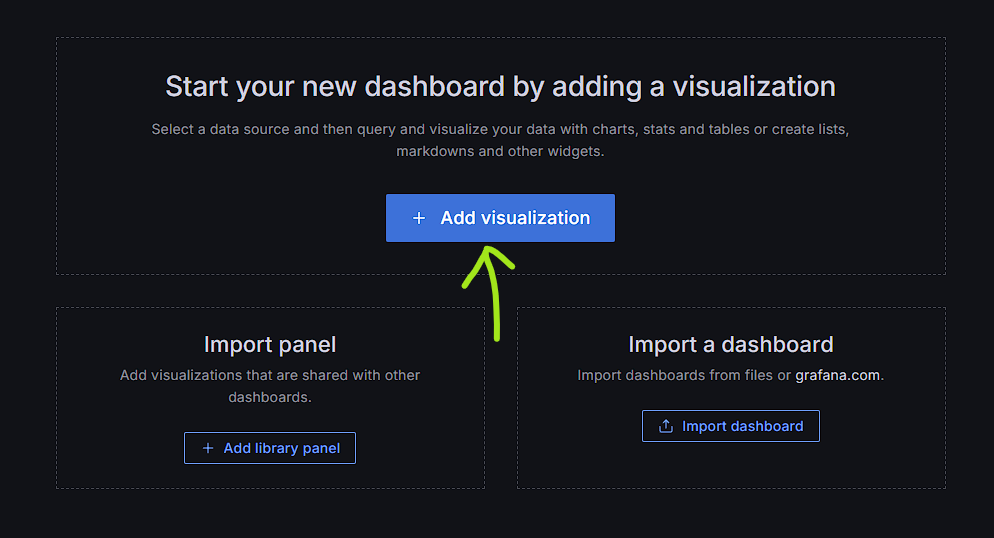 Start your new dashboard by adding a visualization
Select a data source and then query and visualize your data with charts, stats and tables or create lists,
markdowns and other widgets.
+ Add visualization
Import panel
Add visualizations that are shared with other
dashboards.
+ Add library panel
Import a dashboard
Import dashboards from files or grafana.com.
Import dashboard